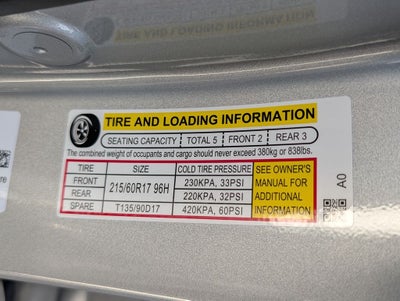 TIRE AND LOADING INFORMATION
SEATING CAPACITY | TOTAL 5 | FRONT 2 | REAR 3
The combined weight of occupants and cargo should never exceed 380kg or 838lbs.
TIRE SIZE COLD TIRE PRESSURE SEE OWNER'S
FRONT 215/60R17 96H 230KPA, 33PSI MANUAL FOR
REAR 220KPA, 32PSI ADDITIONAL
SPARE T135/90D17 420KPA, 60PSI INFORMATION
A0